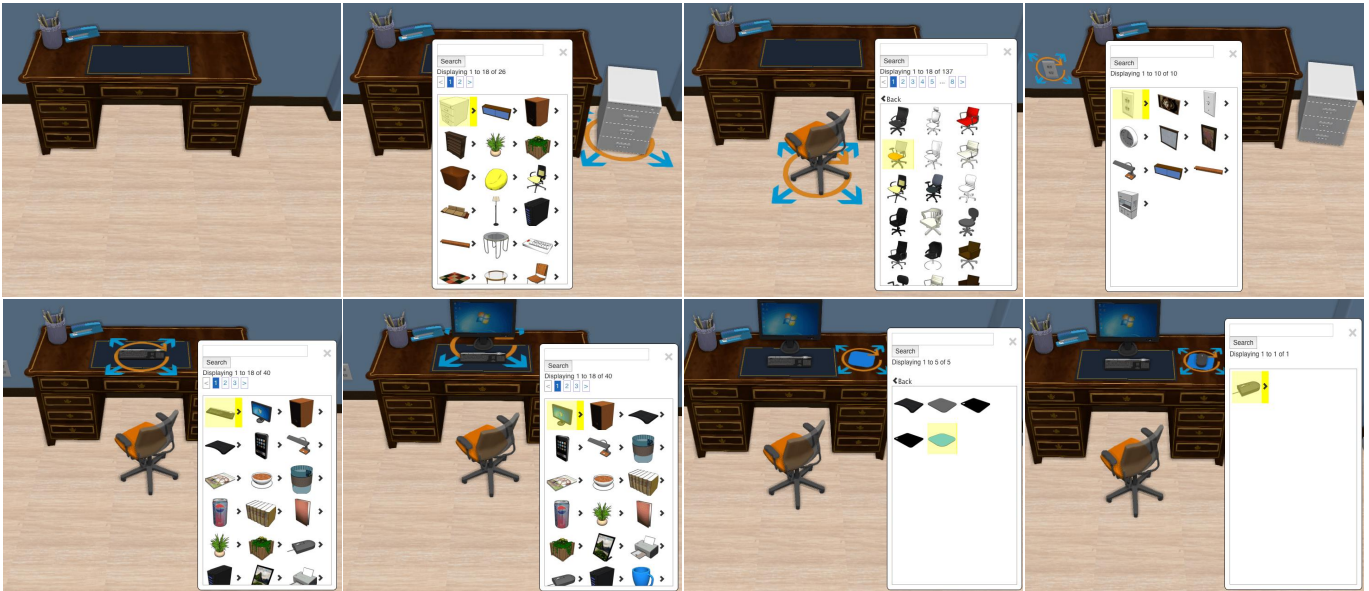 Search
Displaying 1 to 18 of 26
< 1 2 >
Search
Displaying 1 to 18 of 137
< 1 2 3 4 5 ... 8 >
Back
Search
Displaying 1 to 10 of 10
Search
Displaying 1 to 18 of 40
< 1 2 3 >
Search
Displaying 1 to 18 of 40
< 1 2 3 >
Search
Displaying 1 to 5 of 5
Back
Search
Displaying 1 to 1 of 1